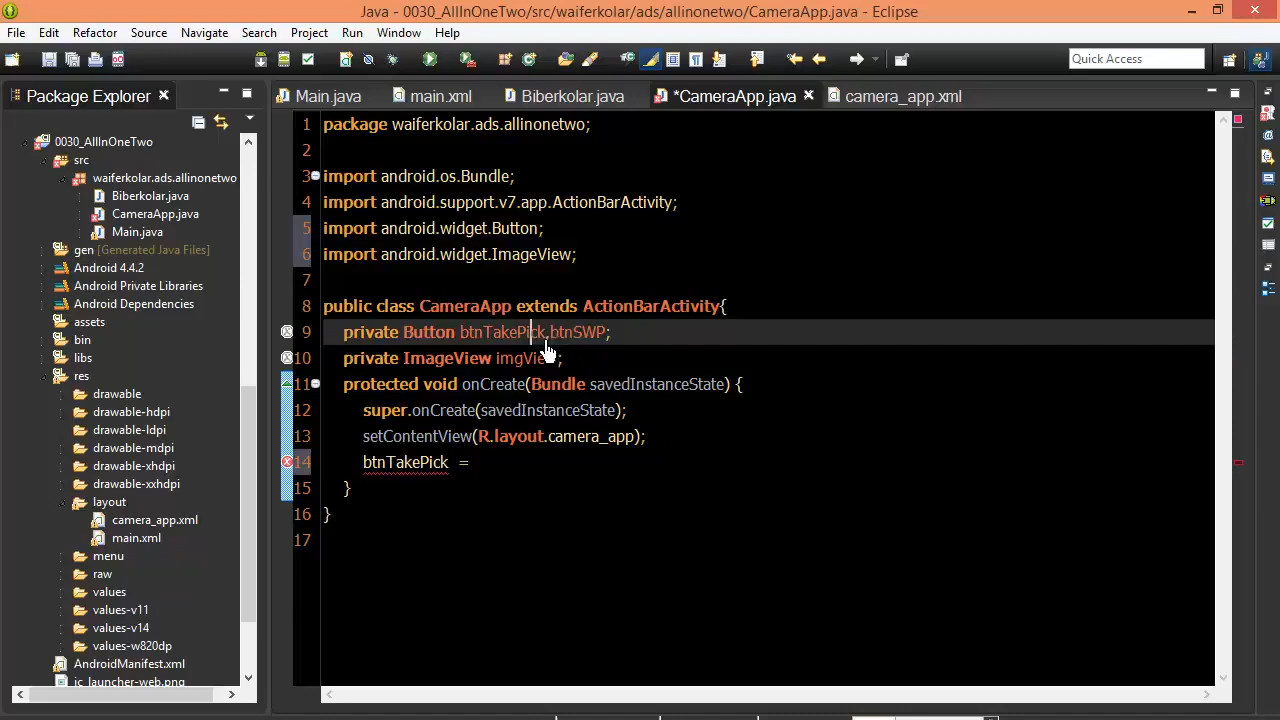 Java - 0030_AllInOneTwo/src/waiferkolar/ads/allinonetwo/CameraApp.java - Eclipse
File Edit Refactor Source Navigate Search Project Run Window Help
Quick Access
Package Explorer
Main.java main.xml Biberkolar.java *CameraApp.java camera_app.xml
0030_AllInOneTwo
src
waiferkolar.ads.allinonetwo
Biberkolar.java
CameraApp.java
Main.java
gen [Generated Java Files]
Android 4.4.2
Android Private Libraries
Android Dependencies
assets
bin
libs
res
drawable
drawable-hdpi
drawable-ldpi
drawable-mdpi
drawable-xhdpi
drawable-xxhdpi
layout
camera_app.xml
main.xml
menu
raw
values
values-v11
values-v14
values-w820dp
AndroidManifest.xml
ic_launcher-web.png
1 package waiferkolar.ads.allinonetwo;
2
3 import android.os.Bundle;
4 import android.support.v7.app.ActionBarActivity;
5 import android.widget.Button;
6 import android.widget.ImageView;
7
8 public class CameraApp extends ActionBarActivity{
9 private Button btnTakePick,btnSWP;
10 private ImageView
11 protected void onCreate(Bundle savedInstanceState) {
12 super.onCreate(savedInstanceState);
13 setContentView(R.layout.camera_app);
14 btnTakePick =
15 }
16 }
17